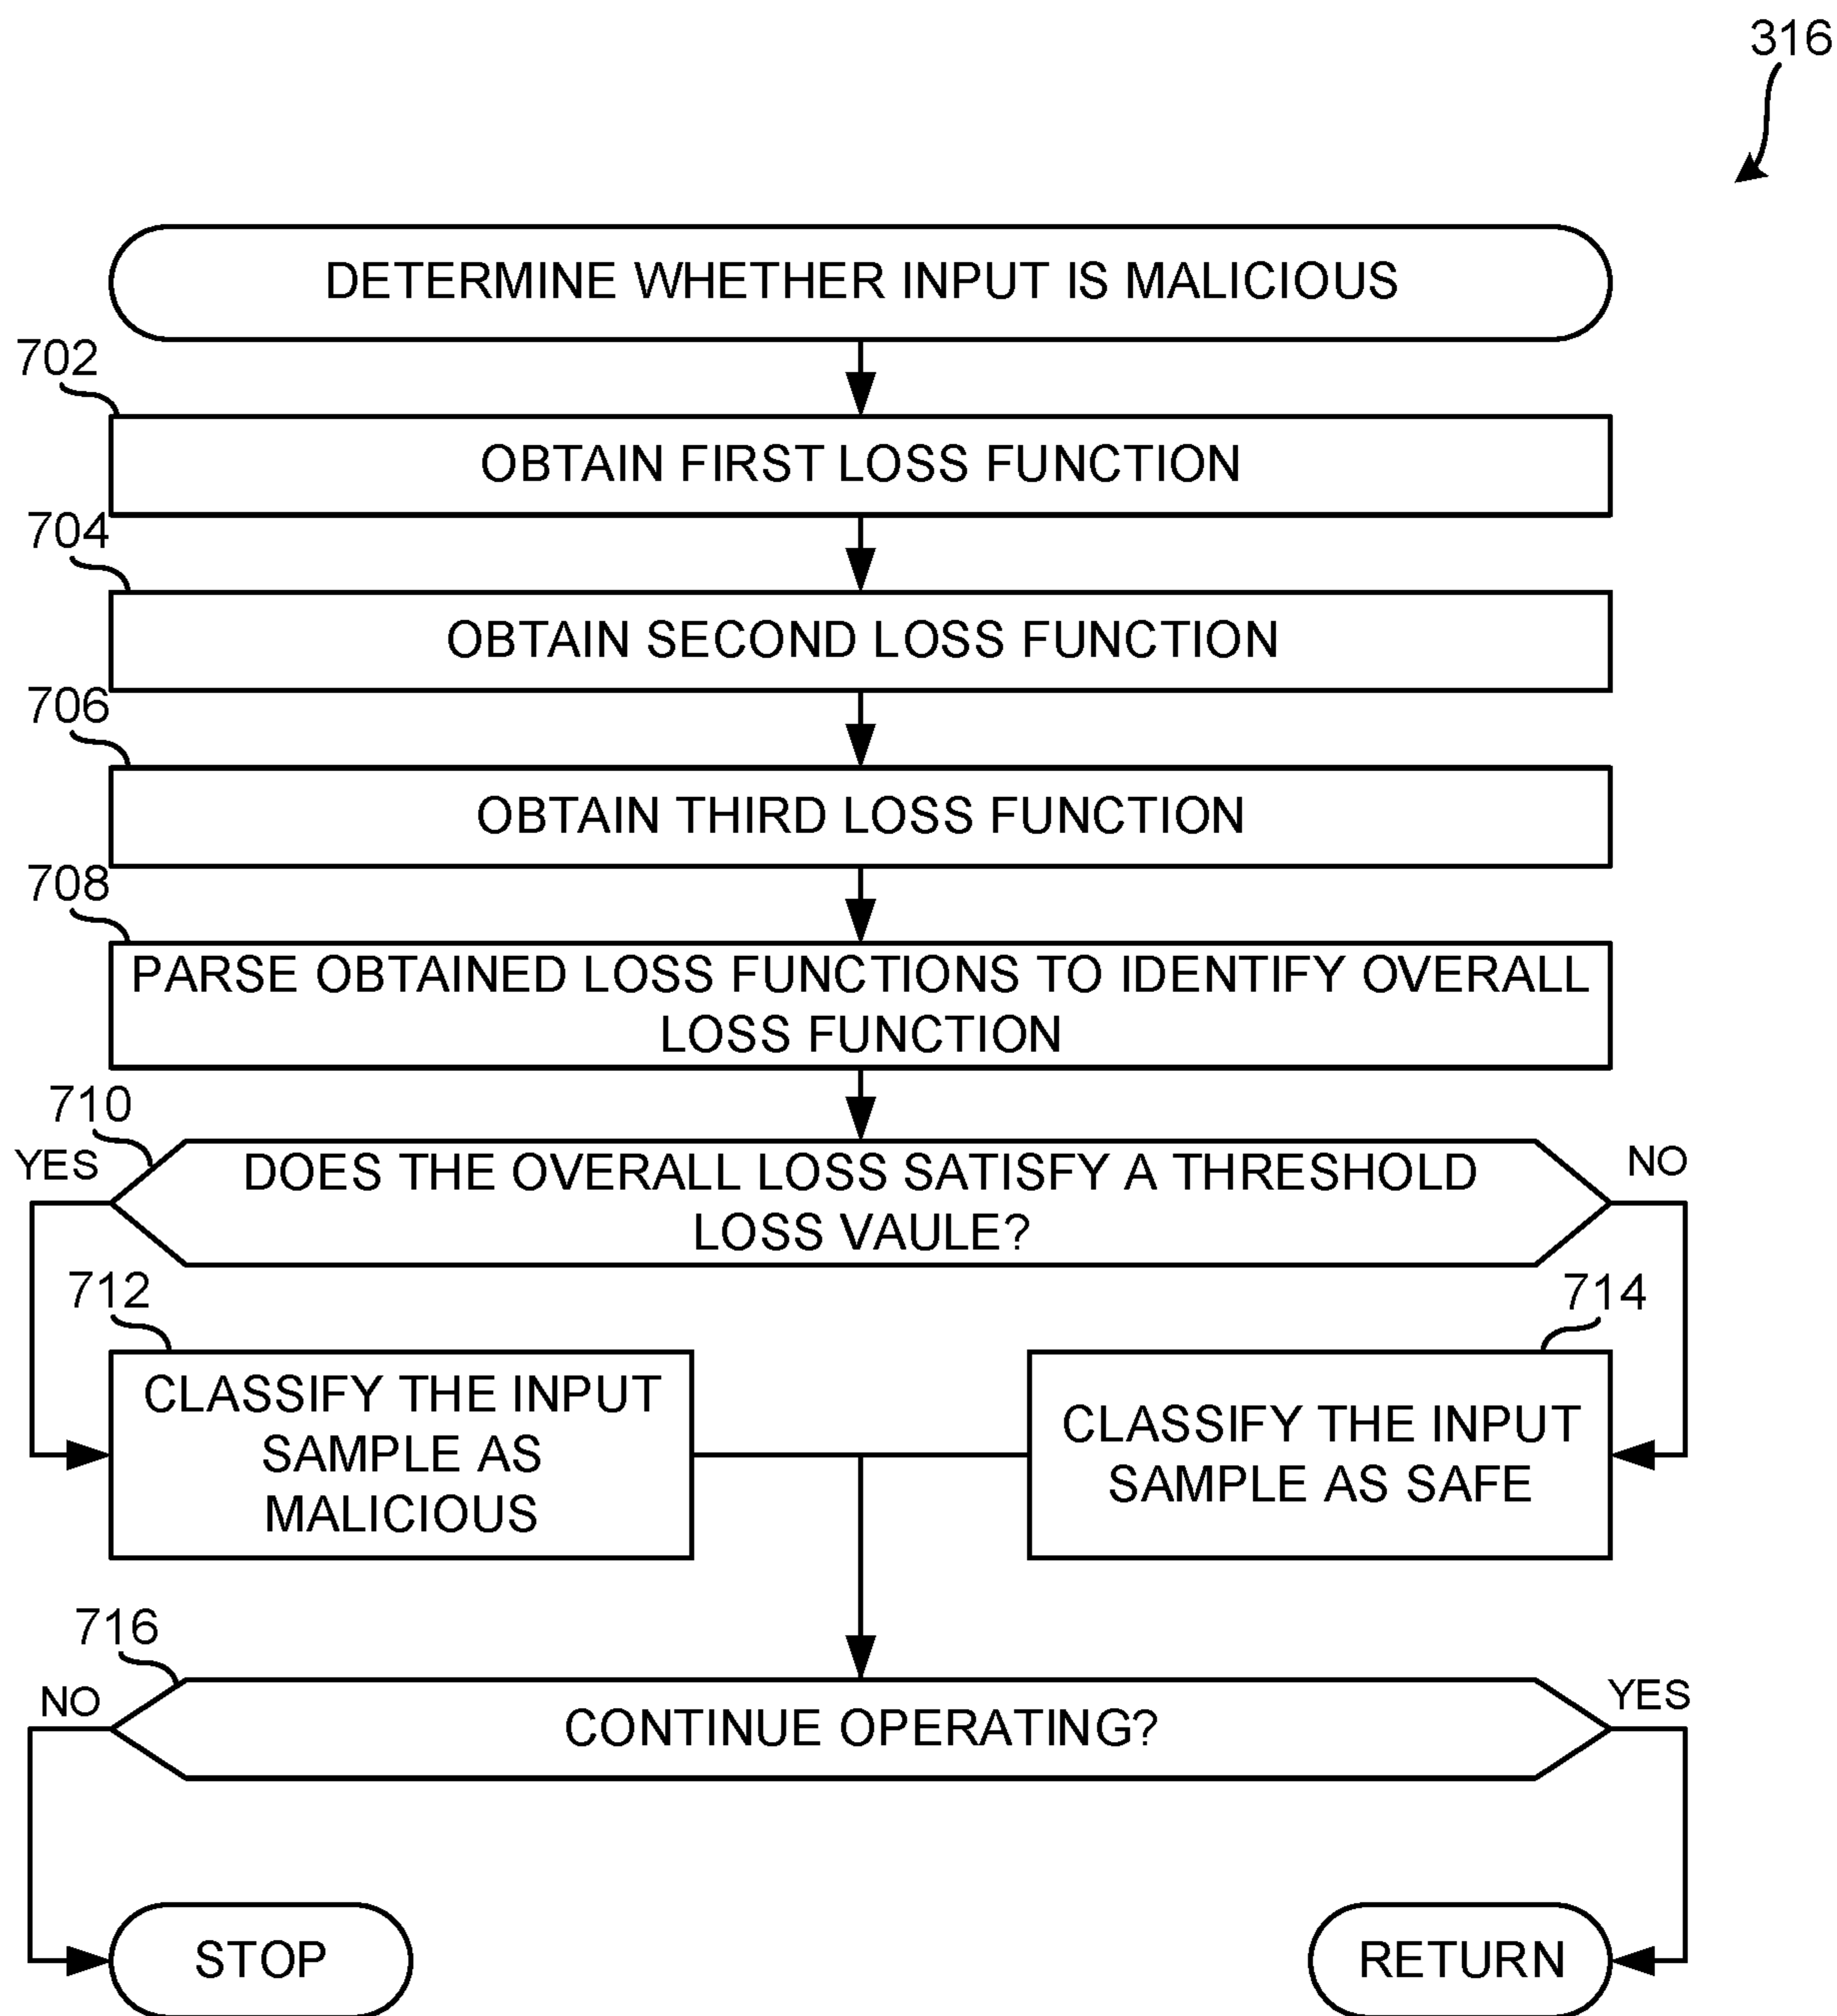 316
DETERMINE WHETHER INPUT IS MALICIOUS
702
OBTAIN FIRST LOSS FUNCTION
704
OBTAIN SECOND LOSS FUNCTION
706
OBTAIN THIRD LOSS FUNCTION
708
PARSE OBTAINED LOSS FUNCTIONS TO IDENTIFY OVERALL
LOSS FUNCTION
710
YES
DOES THE OVERALL LOSS SATISFY A THRESHOLD
LOSS VAULE?
NO
712
CLASSIFY THE INPUT
SAMPLE AS
MALICIOUS
714
CLASSIFY THE INPUT
SAMPLE AS SAFE
716
NO
CONTINUE OPERATING?
YES
STOP
RETURN